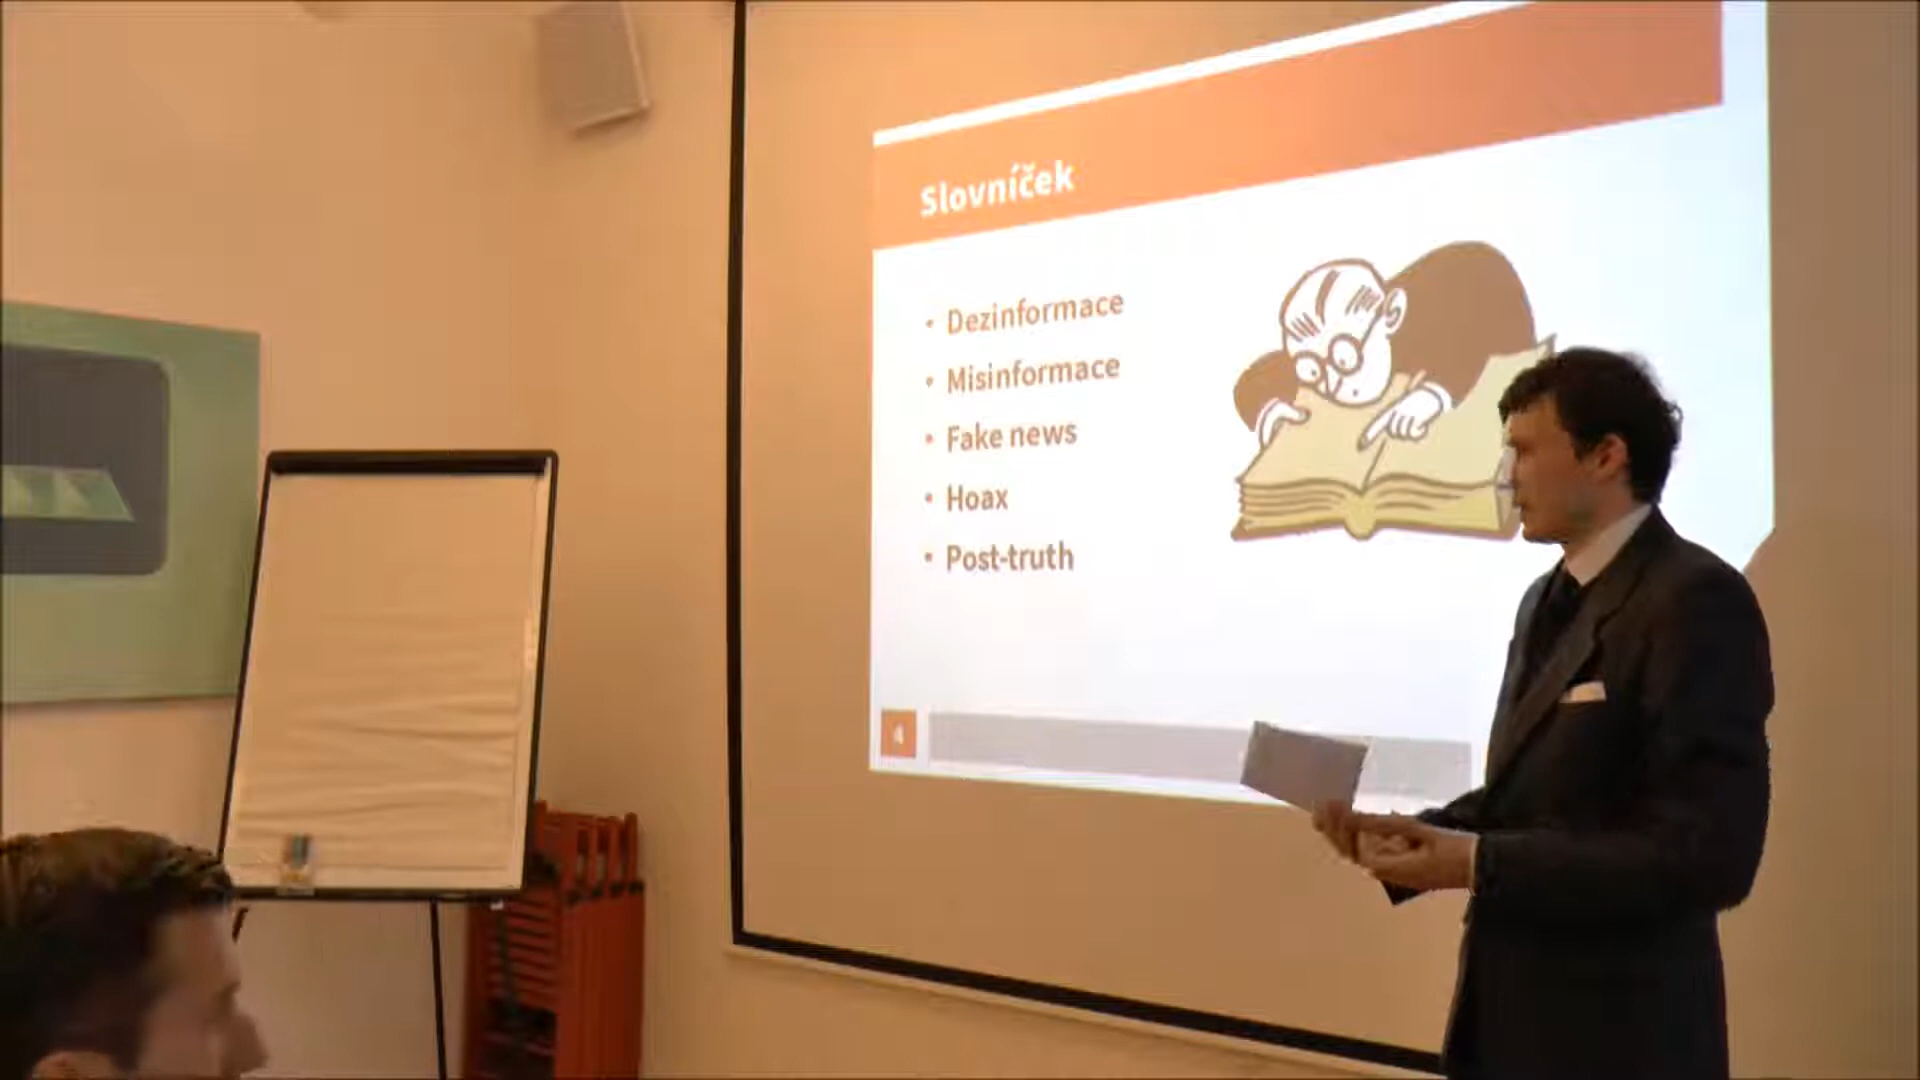 Slovníček
• Dezinformace
• Misinformace
• Fake news
• Hoax
• Post-truth
4